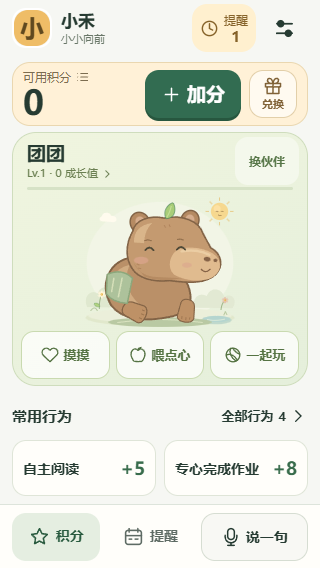 小
小禾
小小向前
提醒
1
可用积分
0
加分
兑换
团团
Lv.1 · 0 成长值
换伙伴
摸摸
喂点心
一起玩
常用行为
全部行为 4
自主阅读
+5
专心完成作业
+8
积分
提醒
说一句